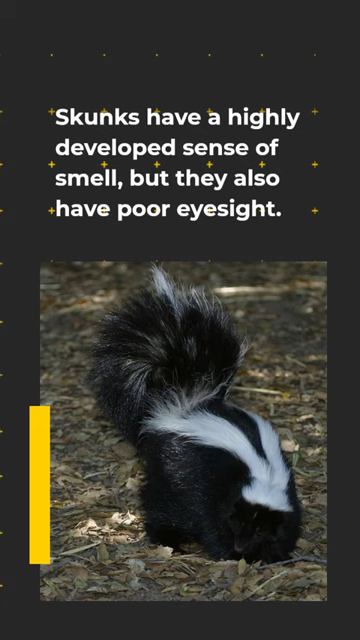 Skunks have a highly
developed sense of
smell, but they also
have poor eyesight.